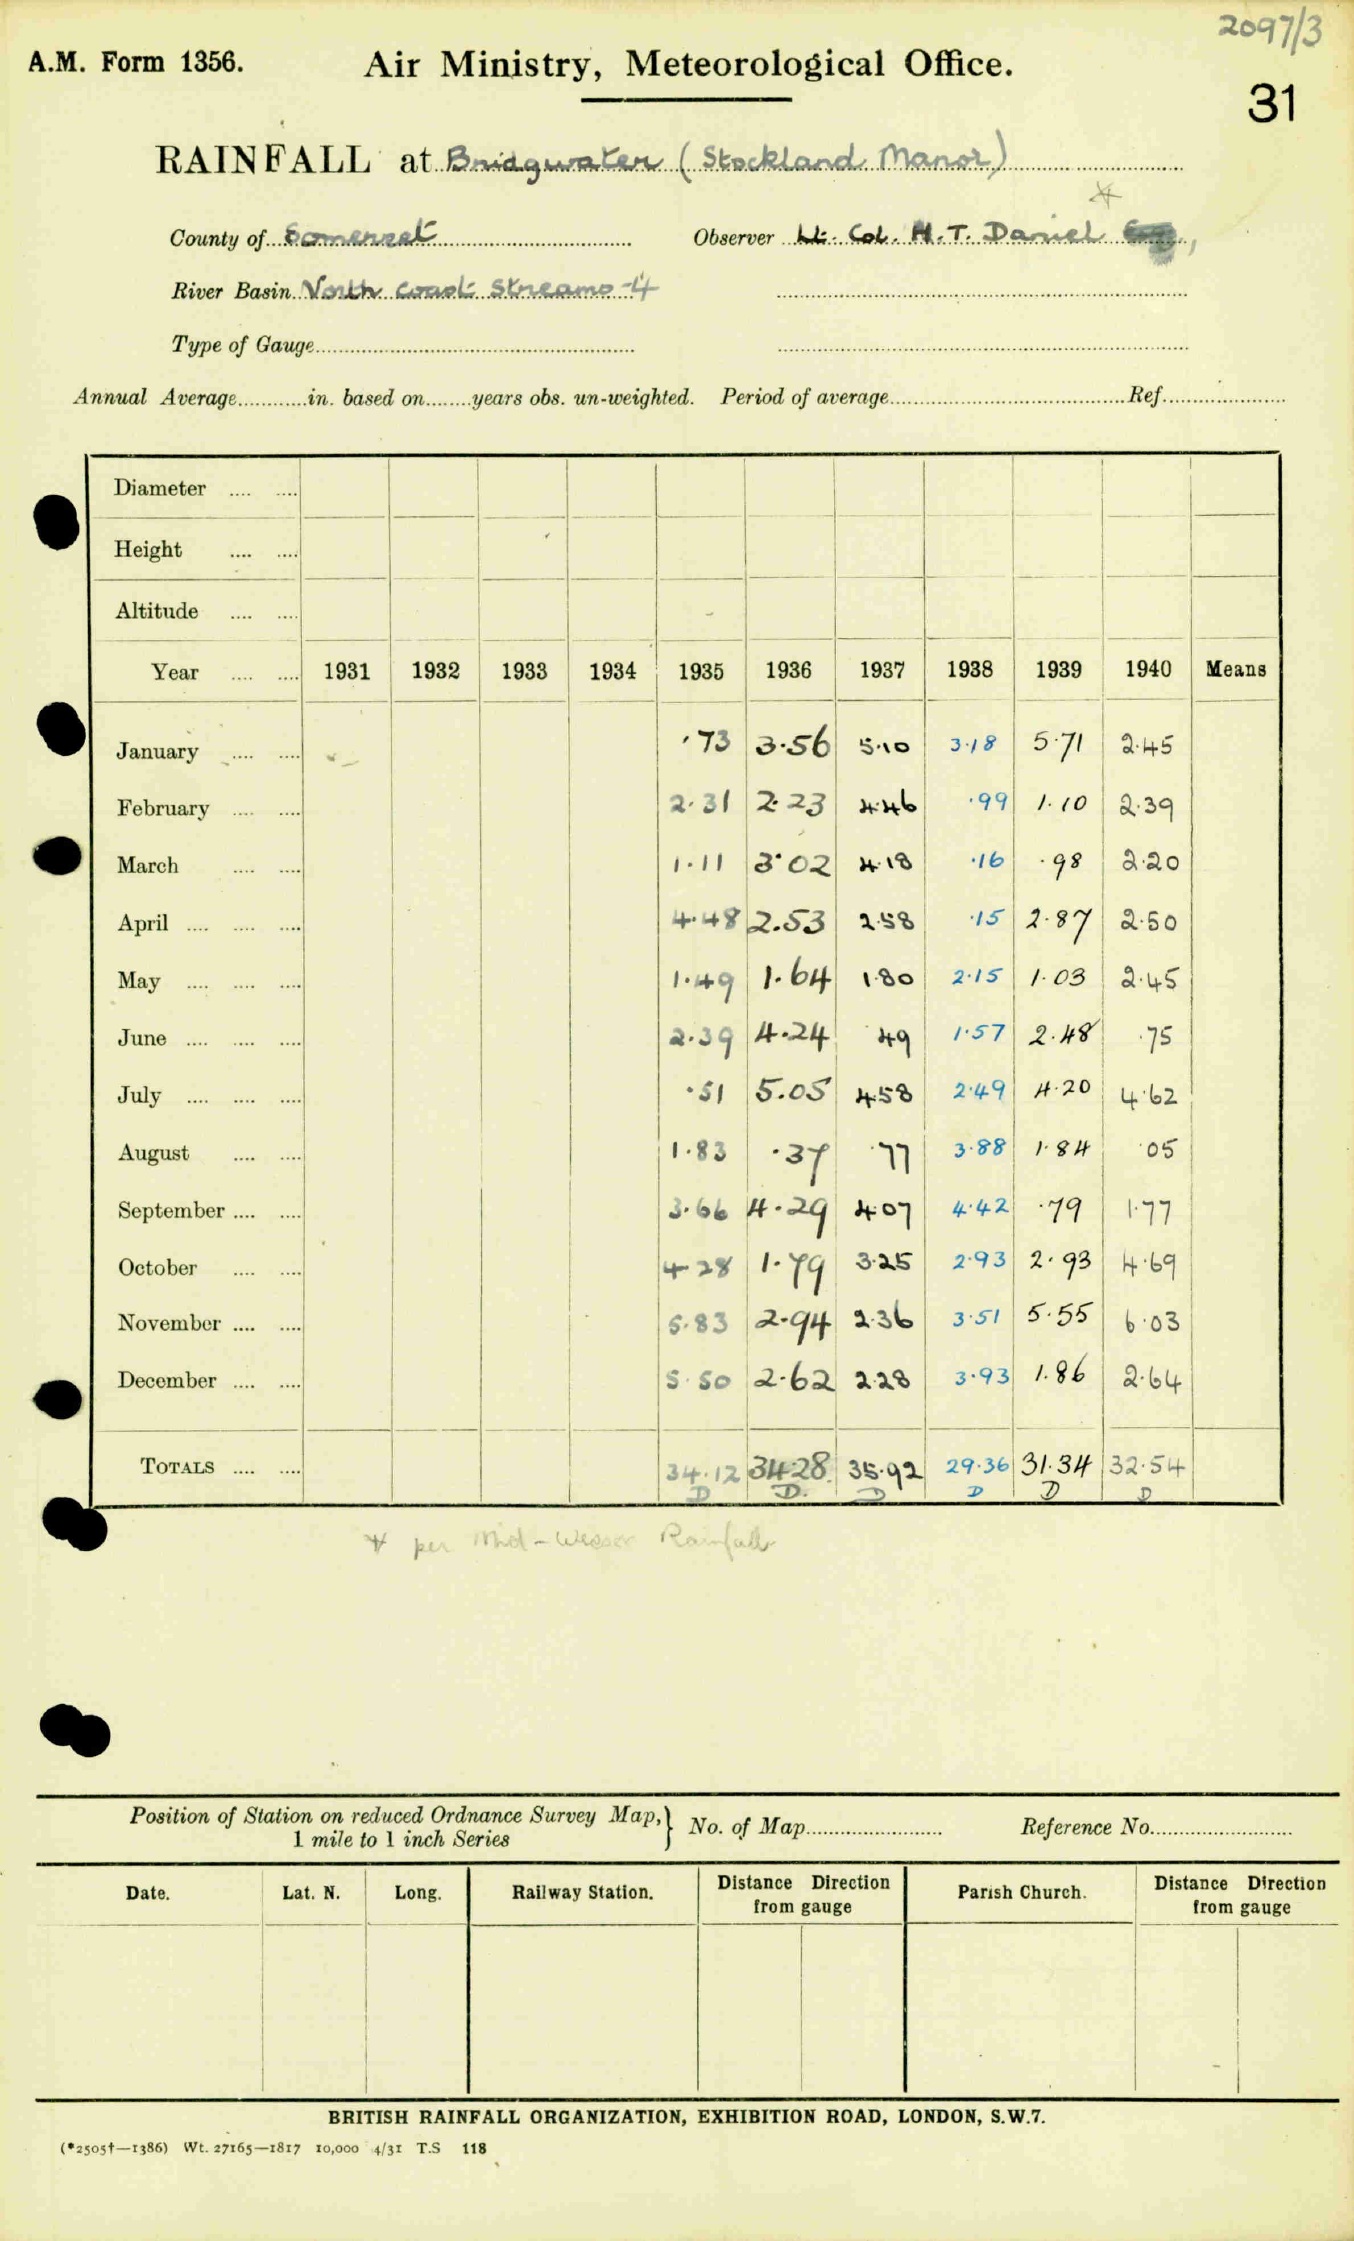 2097/3
A.M. Form 1356. Air Ministry, Meteorological Office.
31
RAINFALL at Bridgwater (Stockland Manor)
County of Somerset Observer Lt. Col. H.T. Daniel
River Basin North Coast Streams -4
Type of Gauge
Annual Average in. based on years obs. un-weighted. Period of average Ref.
Diameter
Height
Altitude
Year 1931 1932 1933 1934 1935 1936 1937 1938 1939 1940 Means
January ·73 3·56 5·10 3·18 5·71 2·45
February 2·31 2·23 4·46 ·99 1·10 2·39
March 1·11 3·02 4·18 ·16 ·98 2·20
April 4·48 2.53 2·58 ·15 2·87 2·50
May 1·49 1·64 1·80 2·15 1·03 2·45
June 2·39 4·24 49 1·57 2·48 ·75
July ·51 5.05 4·58 2·49 4·20 4·62
August 1·83 ·37 ·77 3·88 1·84 ·05
September 3·66 4·29 4·07 4·42 ·79 1·77
October 4·28 1·79 3·25 2·93 2·93 4·69
November 5·83 2·94 2·36 3·51 5·55 6·03
December 5·50 2·62 2·28 3·93 1·86 2·64
TOTALS 34·12 34·28 35·92 29·36 31·34 32·54
D D. D D D D
* per Mid-Wessex Rainfall
Position of Station on reduced Ordnance Survey Map, } No. of Map Reference No.
1 mile to 1 inch Series
Date. Lat. N. Long. Railway Station. Distance Direction from gauge Parish Church. Distance Direction from gauge
BRITISH RAINFALL ORGANIZATION, EXHIBITION ROAD, LONDON, S.W.7.
(*2505†—1386) Wt. 27165—1817 10,000 4/31 T.S 118